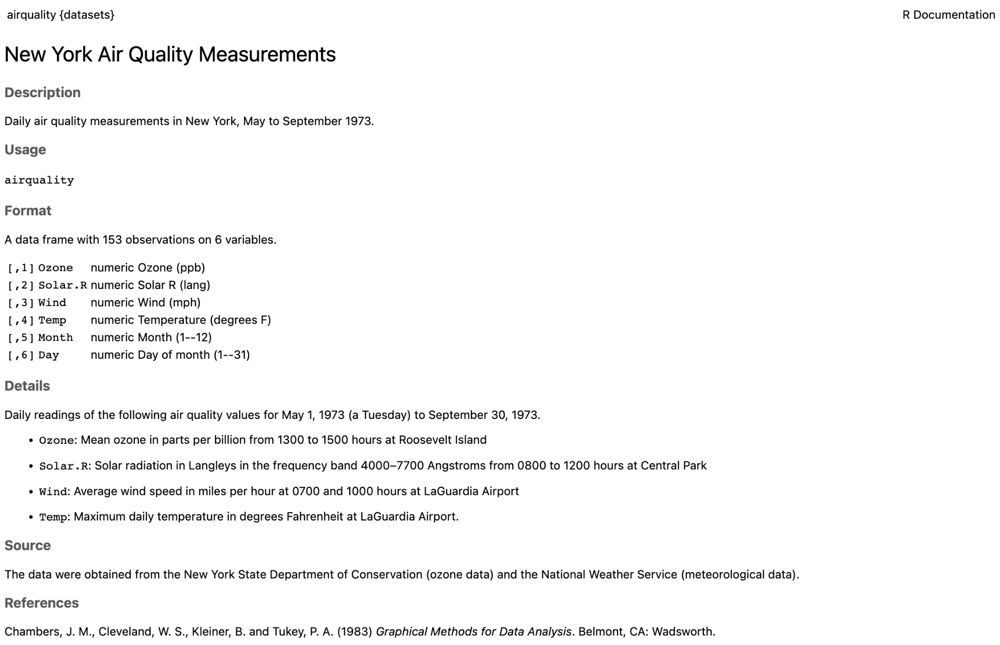 airquality {datasets} R Documentation
New York Air Quality Measurements
Description
Daily air quality measurements in New York, May to September 1973.
Usage
airquality
Format
A data frame with 153 observations on 6 variables.
[,1] Ozone numeric Ozone (ppb)
[,2] Solar.R numeric Solar R (lang)
[,3] Wind numeric Wind (mph)
[,4] Temp numeric Temperature (degrees F)
[,5] Month numeric Month (1--12)
[,6] Day numeric Day of month (1--31)
Details
Daily readings of the following air quality values for May 1, 1973 (a Tuesday) to September 30, 1973.
• Ozone: Mean ozone in parts per billion from 1300 to 1500 hours at Roosevelt Island
• Solar.R: Solar radiation in Langleys in the frequency band 4000–7700 Angstroms from 0800 to 1200 hours at Central Park
• Wind: Average wind speed in miles per hour at 0700 and 1000 hours at LaGuardia Airport
• Temp: Maximum daily temperature in degrees Fahrenheit at LaGuardia Airport.
Source
The data were obtained from the New York State Department of Conservation (ozone data) and the National Weather Service (meteorological data).
References
Chambers, J. M., Cleveland, W. S., Kleiner, B. and Tukey, P. A. (1983) Graphical Methods for Data Analysis. Belmont, CA: Wadsworth.